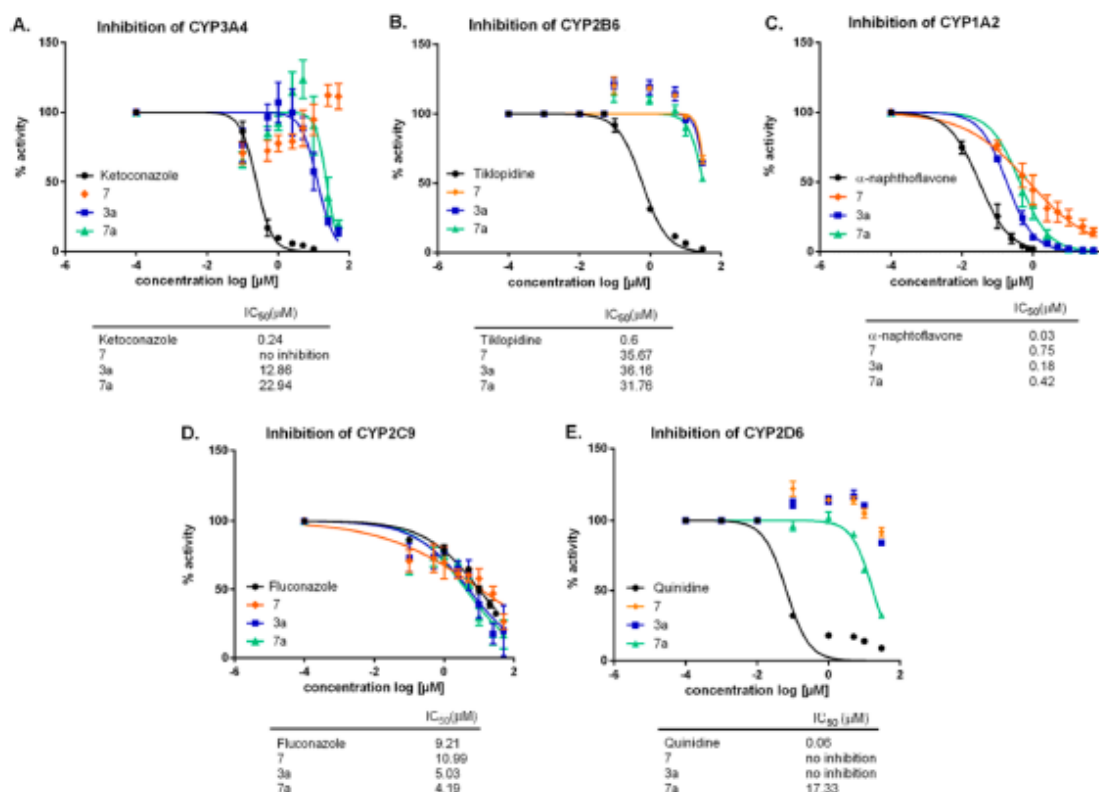 A. Inhibition of CYP3A4
150
100
50
0
% activity
Ketoconazole
7
3a
7a
-6 -4 -2 0 2
concentration log [µM]
IC50(µM)
Ketoconazole 0.24
7 no inhibition
3a 12.86
7a 22.94
B. Inhibition of CYP2B6
150
100
50
0
% activity
Tiklopidine
7
3a
7a
-6 -4 -2 0 2
concentration log [µM]
IC50(µM)
Tiklopidine 0.6
7 35.67
3a 36.16
7a 31.76
C. Inhibition of CYP1A2
150
100
50
0
% activity
α-naphthoflavone
7
3a
7a
-6 -4 -2 0 2
concentration log [µM]
IC50(µM)
α-naphtoflavone 0.03
7 0.75
3a 0.18
7a 0.42
D. Inhibition of CYP2C9
150
100
50
0
% activity
Fluconazole
7
3a
7a
-6 -4 -2 0 2
concentration log [µM]
IC50(µM)
Fluconazole 9.21
7 10.99
3a 5.03
7a 4.19
E. Inhibition of CYP2D6
150
100
50
0
% activity
Quinidine
7
3a
7a
-6 -4 -2 0 2
concentration log [µM]
IC50 (µM)
Quinidine
7 no inhibition
3a no inhibition
7a 17.33